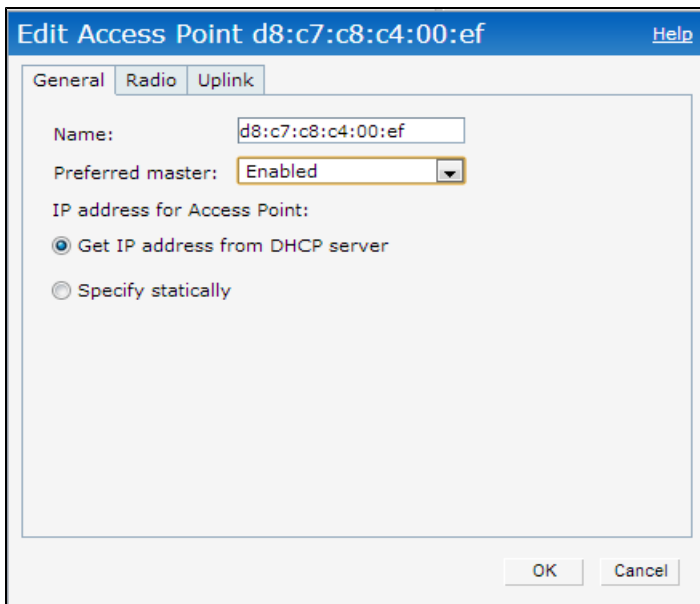 Edit Access Point d8:c7:c8:c4:00:ef Help
General Radio Uplink
Name: d8:c7:c8:c4:00:ef
Preferred master: Enabled
IP address for Access Point:
Get IP address from DHCP server
Specify statically
OK Cancel